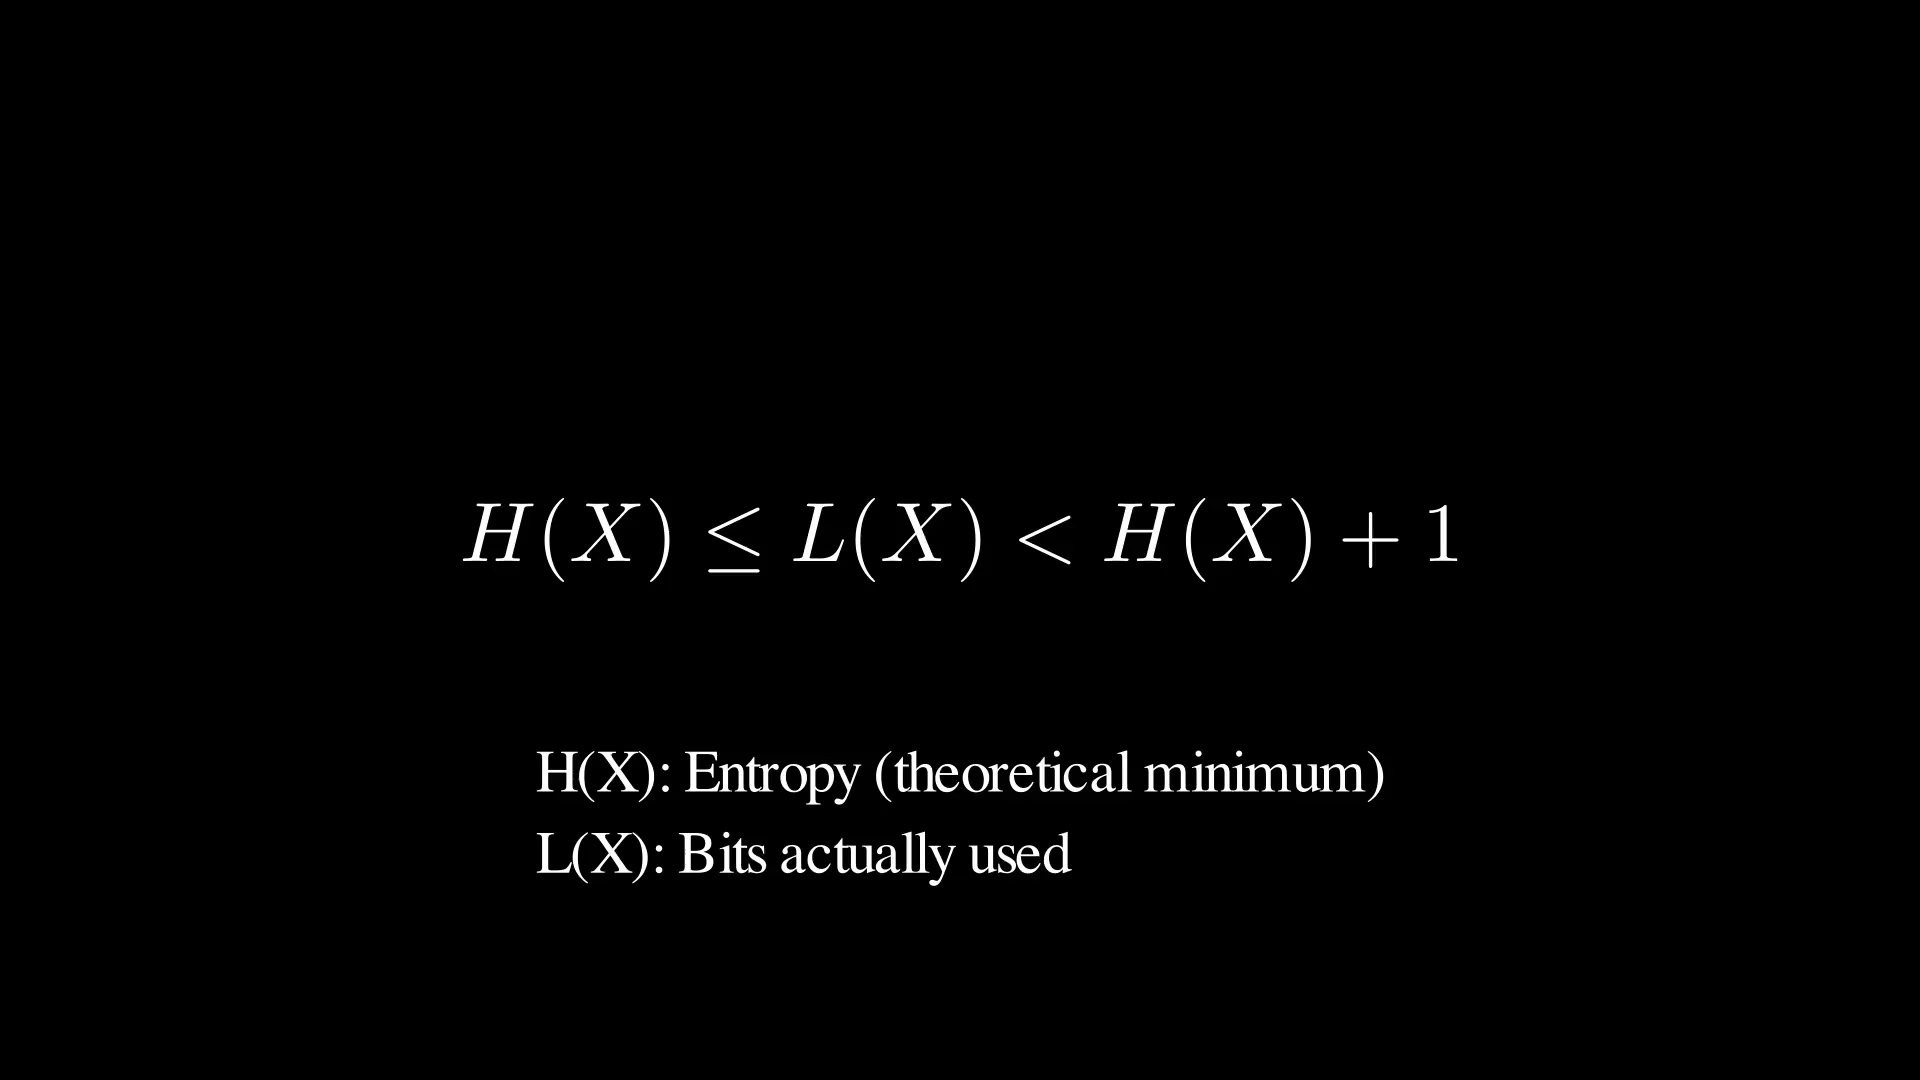 H(X) ≤ L(X) < H(X) + 1
H(X): Entropy (theoretical minimum)
L(X): Bits actually used